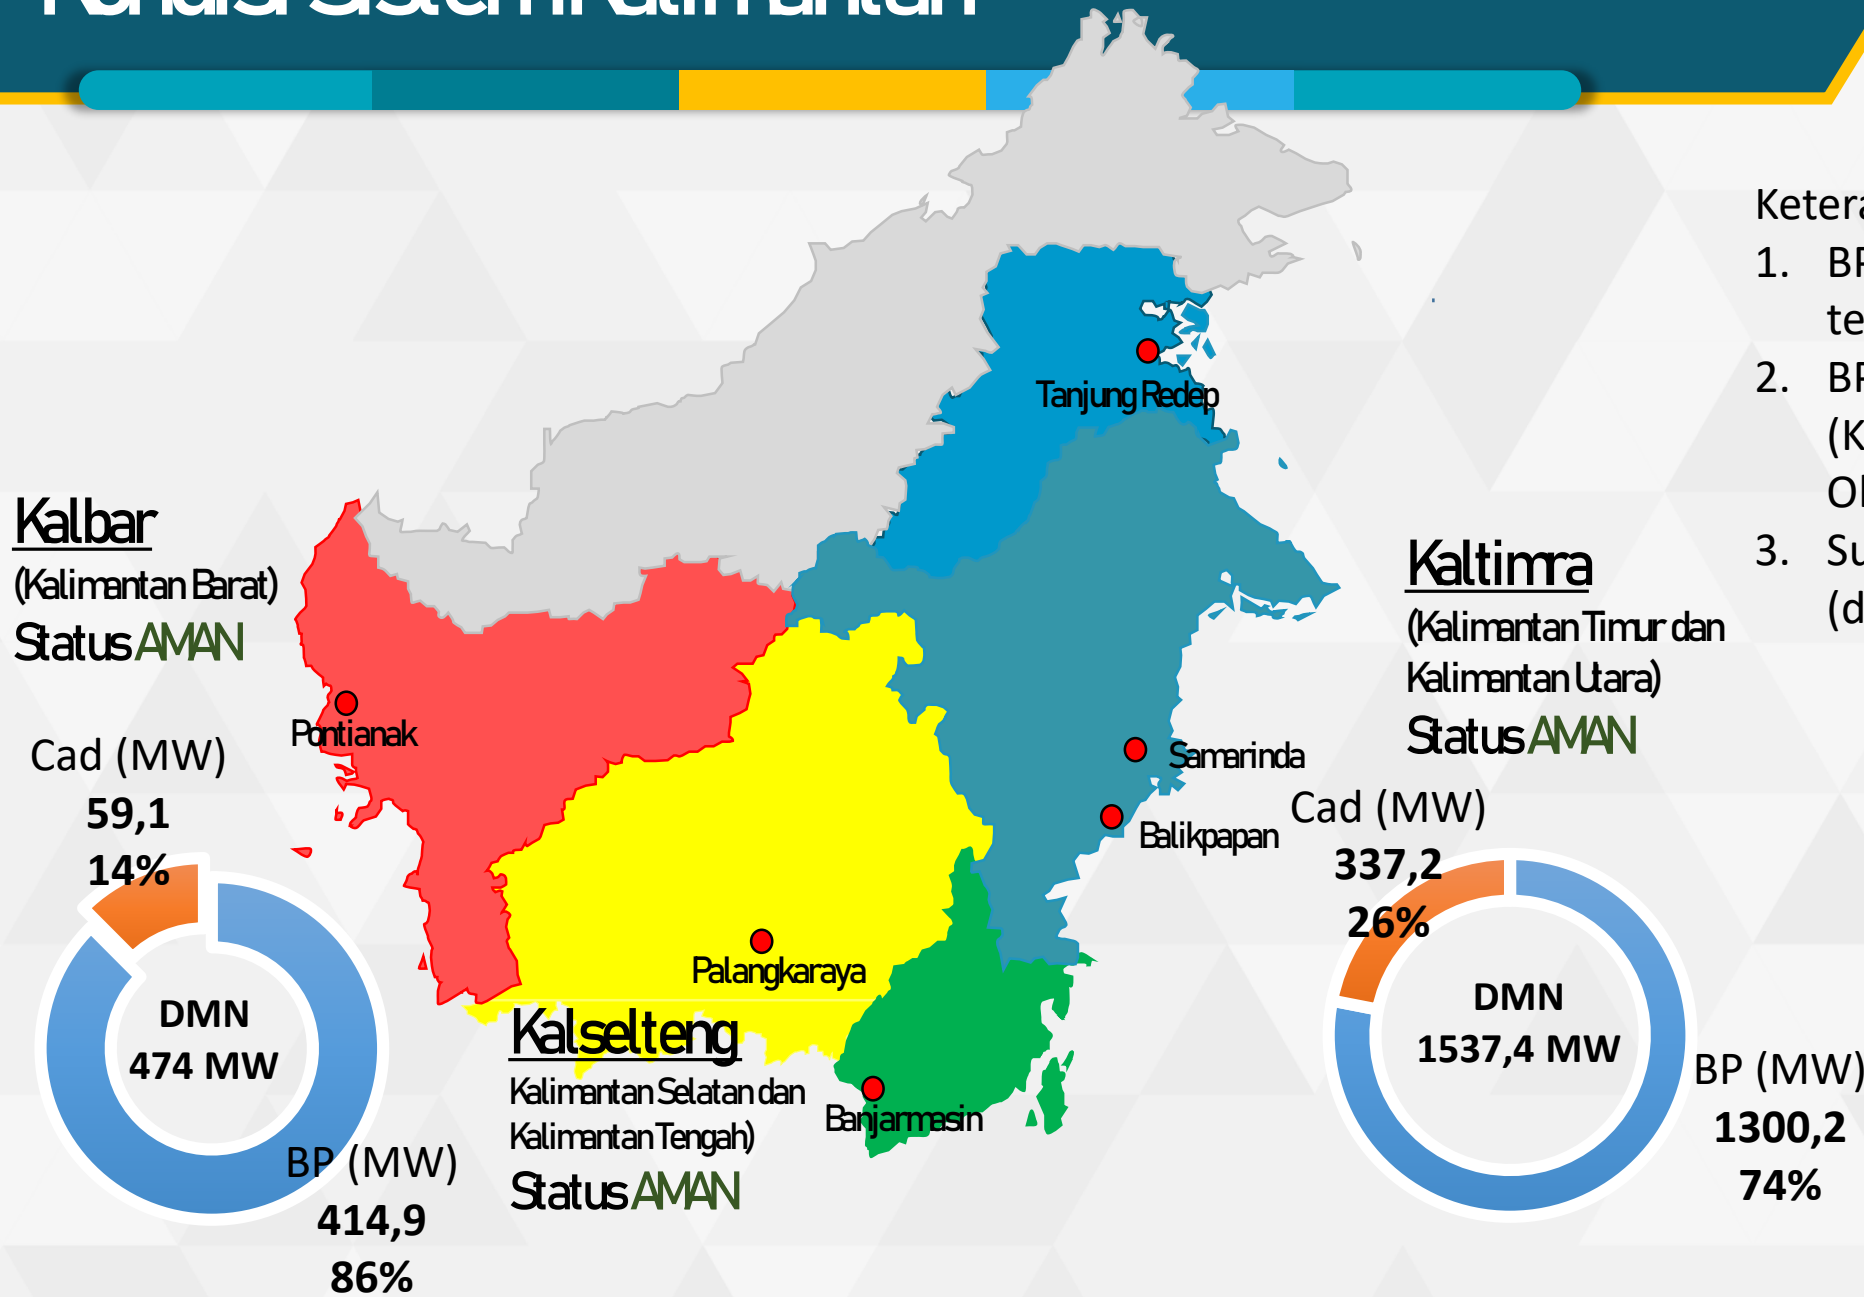 Kondisi Sistem Kalimantan
Kalbar
(Kalimantan Barat)
Status AMAN
Cad (MW)
59,1
14%
DMN
474 MW
BP (MW)
414,9
86%
Pontianak
Tanjung Redep
Samarinda
Balikpapan
Palangkaraya
Banjarmasin
Kalselteng
Kalimantan Selatan dan
Kalimantan Tengah)
Status AMAN
Kaltimra
(Kalimantan Timur dan
Kalimantan Utara)
Status AMAN
Cad (MW)
337,2
26%
DMN
1537,4 MW
BP (MW)
1300,2
74%
1.
2.
3.